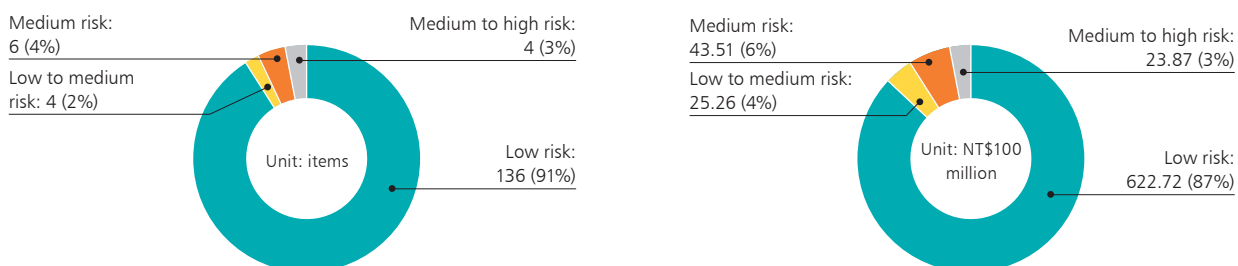 Medium risk:
6 (4%)
Low to medium
risk: 4 (2%)
Medium to high risk:
4 (3%)
Unit: items
Low risk:
136 (91%)
Medium risk:
43.51 (6%)
Low to medium risk:
25.26 (4%)
Medium to high risk:
23.87 (3%)
Unit: NT$100
million
Low risk:
622.72 (87%)